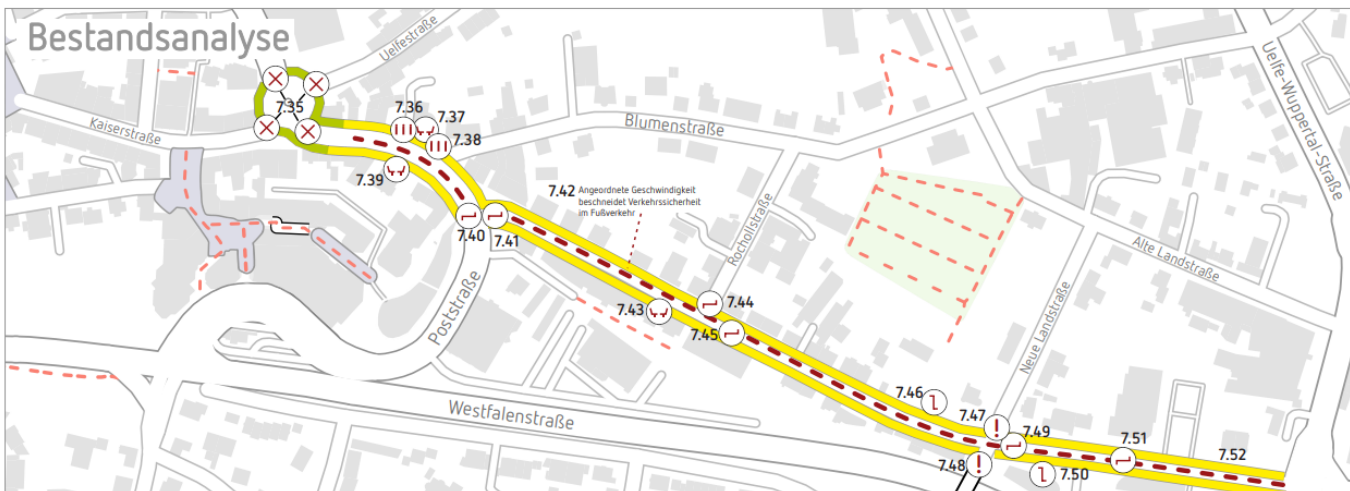 Bestandsanalyse
Uelfestraße
Uelfe-Wuppertal-Straße
7.35
7.36
7.37
7.38
Kaiserstraße
Blumenstraße
7.39
7.42 Angeordnete Geschwindigkeit
beschneidet Verkehrssicherheit
im Fußverkehr
7.40
7.41
Rochollstraße
Alte Landstraße
Poststraße
7.43
7.44
7.45
Neue Landstraße
7.46
7.47
Westfalenstraße
7.49
7.51
7.52
7.48
7.50